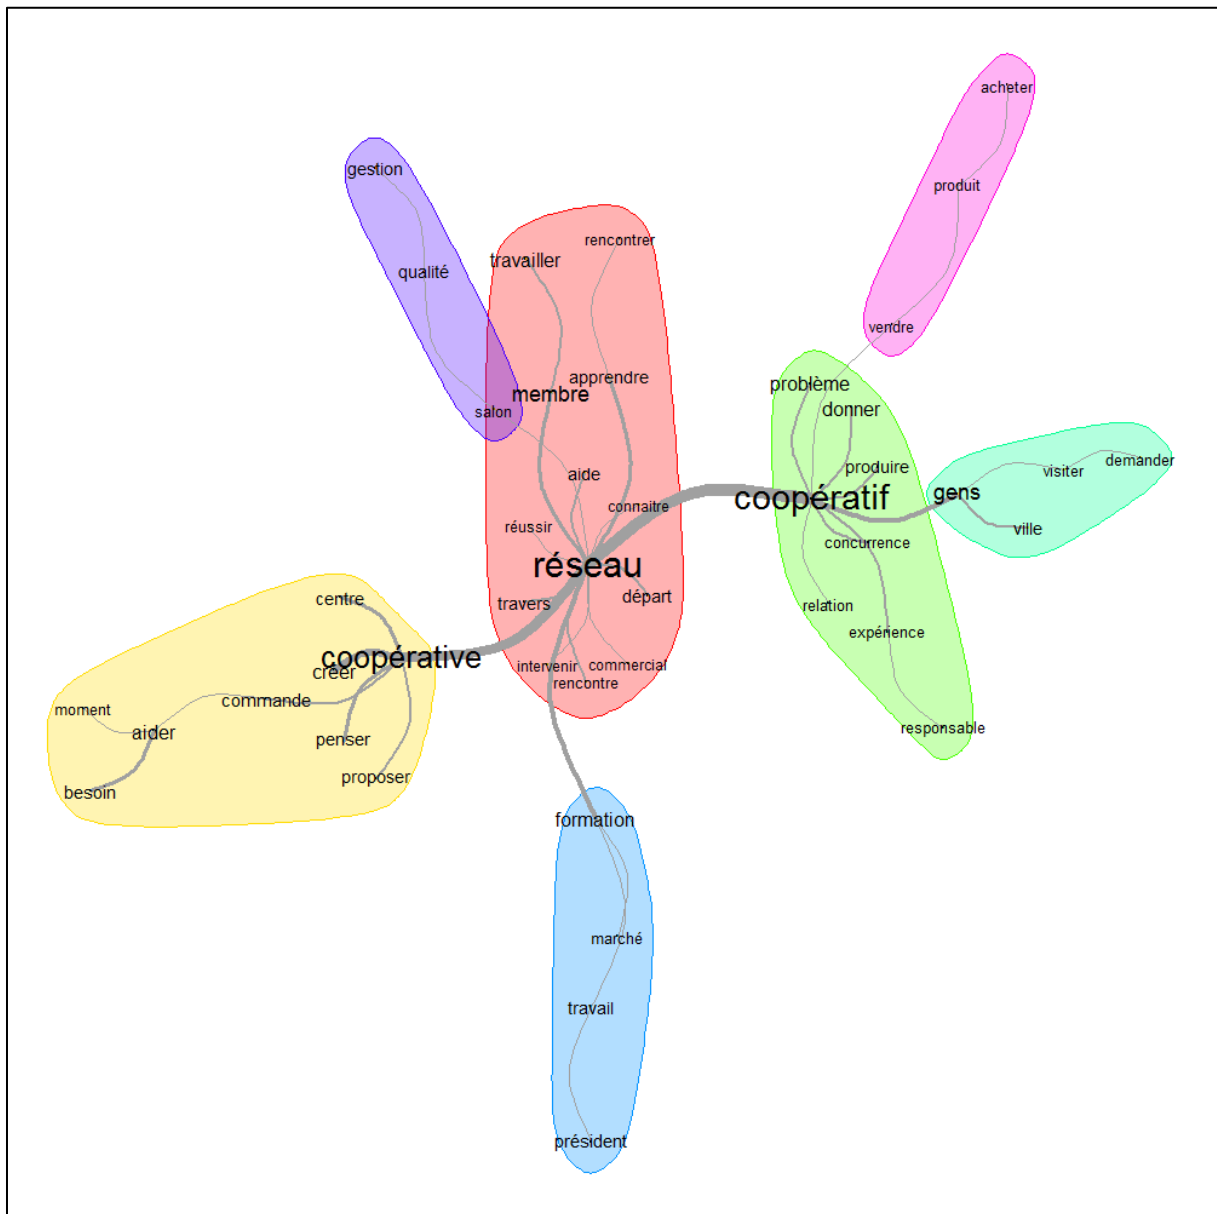 acheter
gestion
produit
rencontrer
travailler
qualité
vendre
apprendre
problème
membre
donner
salon
demander
produire
visiter
aide
gens
coopératif
connaitre
réussir
ville
concurrence
réseau
départ
centre
travers
relation
expérience
coopérative
créer
intervenir
commercial
rencontre
commande
moment
aider
responsable
penser
proposer
besoin
formation
marché
travail
président